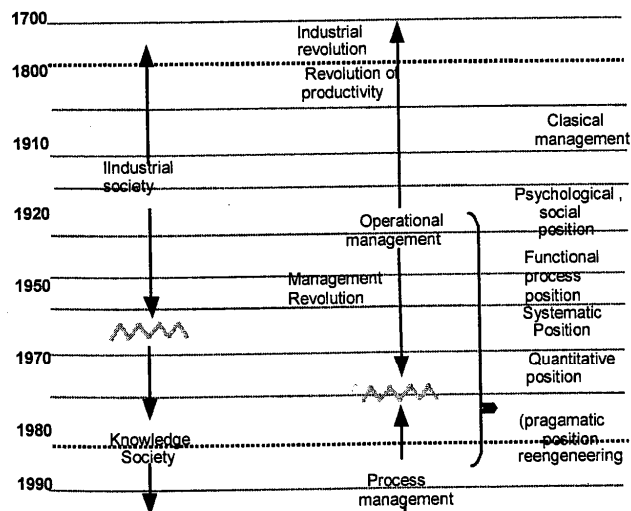 1700
Industrial
revolution
1800
Revolution of
productivity
Clasical
management
1910
IIndustrial
society
Psychological ,
social
position
1920
Operational
management
Functional
process
position
1950
Management
Revolution
Systematic
Position
1970
Quantitative
position
1980
(pragamatic
position
reengeneering
Knowledge
Society
1990
Process
management